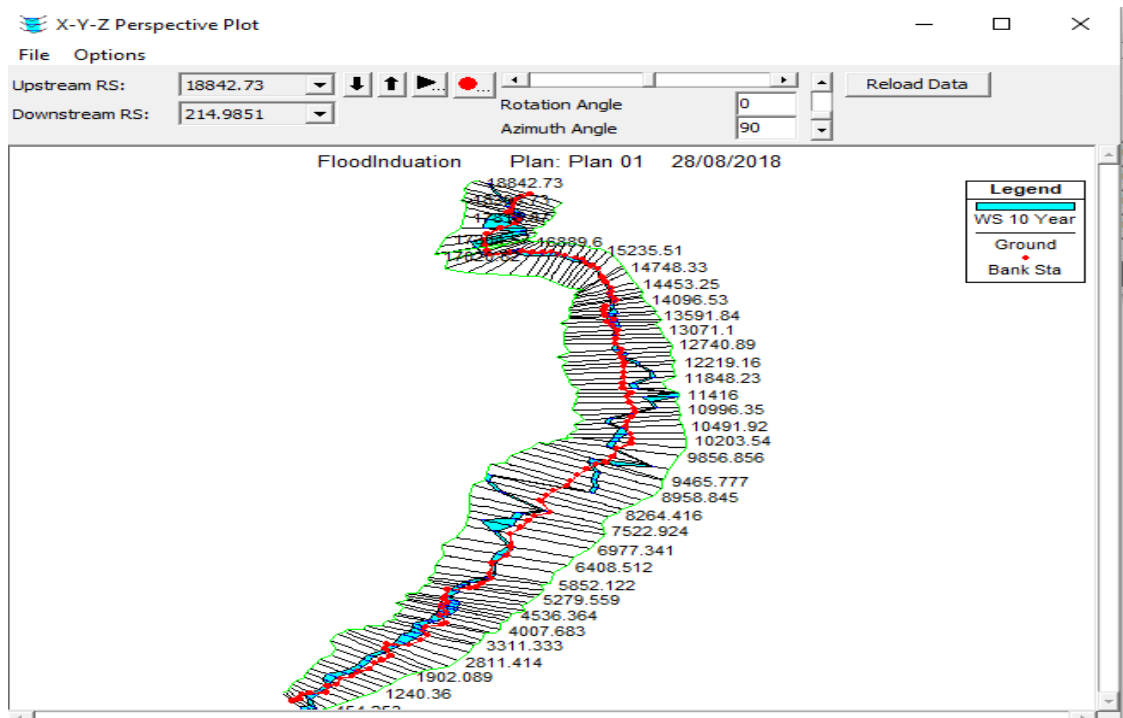 X-Y-Z Perspective Plot
File Options
Upstream RS: 18842.73
Downstream RS: 214.9851
Rotation Angle 0
Azimuth Angle 90
Reload Data
FloodInduation Plan: Plan 01 28/08/2018
Legend
WS 10 Year
Ground
Bank Sta
18842.73
16889.6
15235.51
14748.33
14453.25
14096.53
13591.84
13071.1
12740.89
12219.16
11848.23
11416
10996.35
10491.92
10203.54
9856.856
9465.777
8958.845
8264.416
7522.924
6977.341
6408.512
5852.122
5279.559
4536.364
4007.683
3311.333
2811.414
1902.089
1240.36